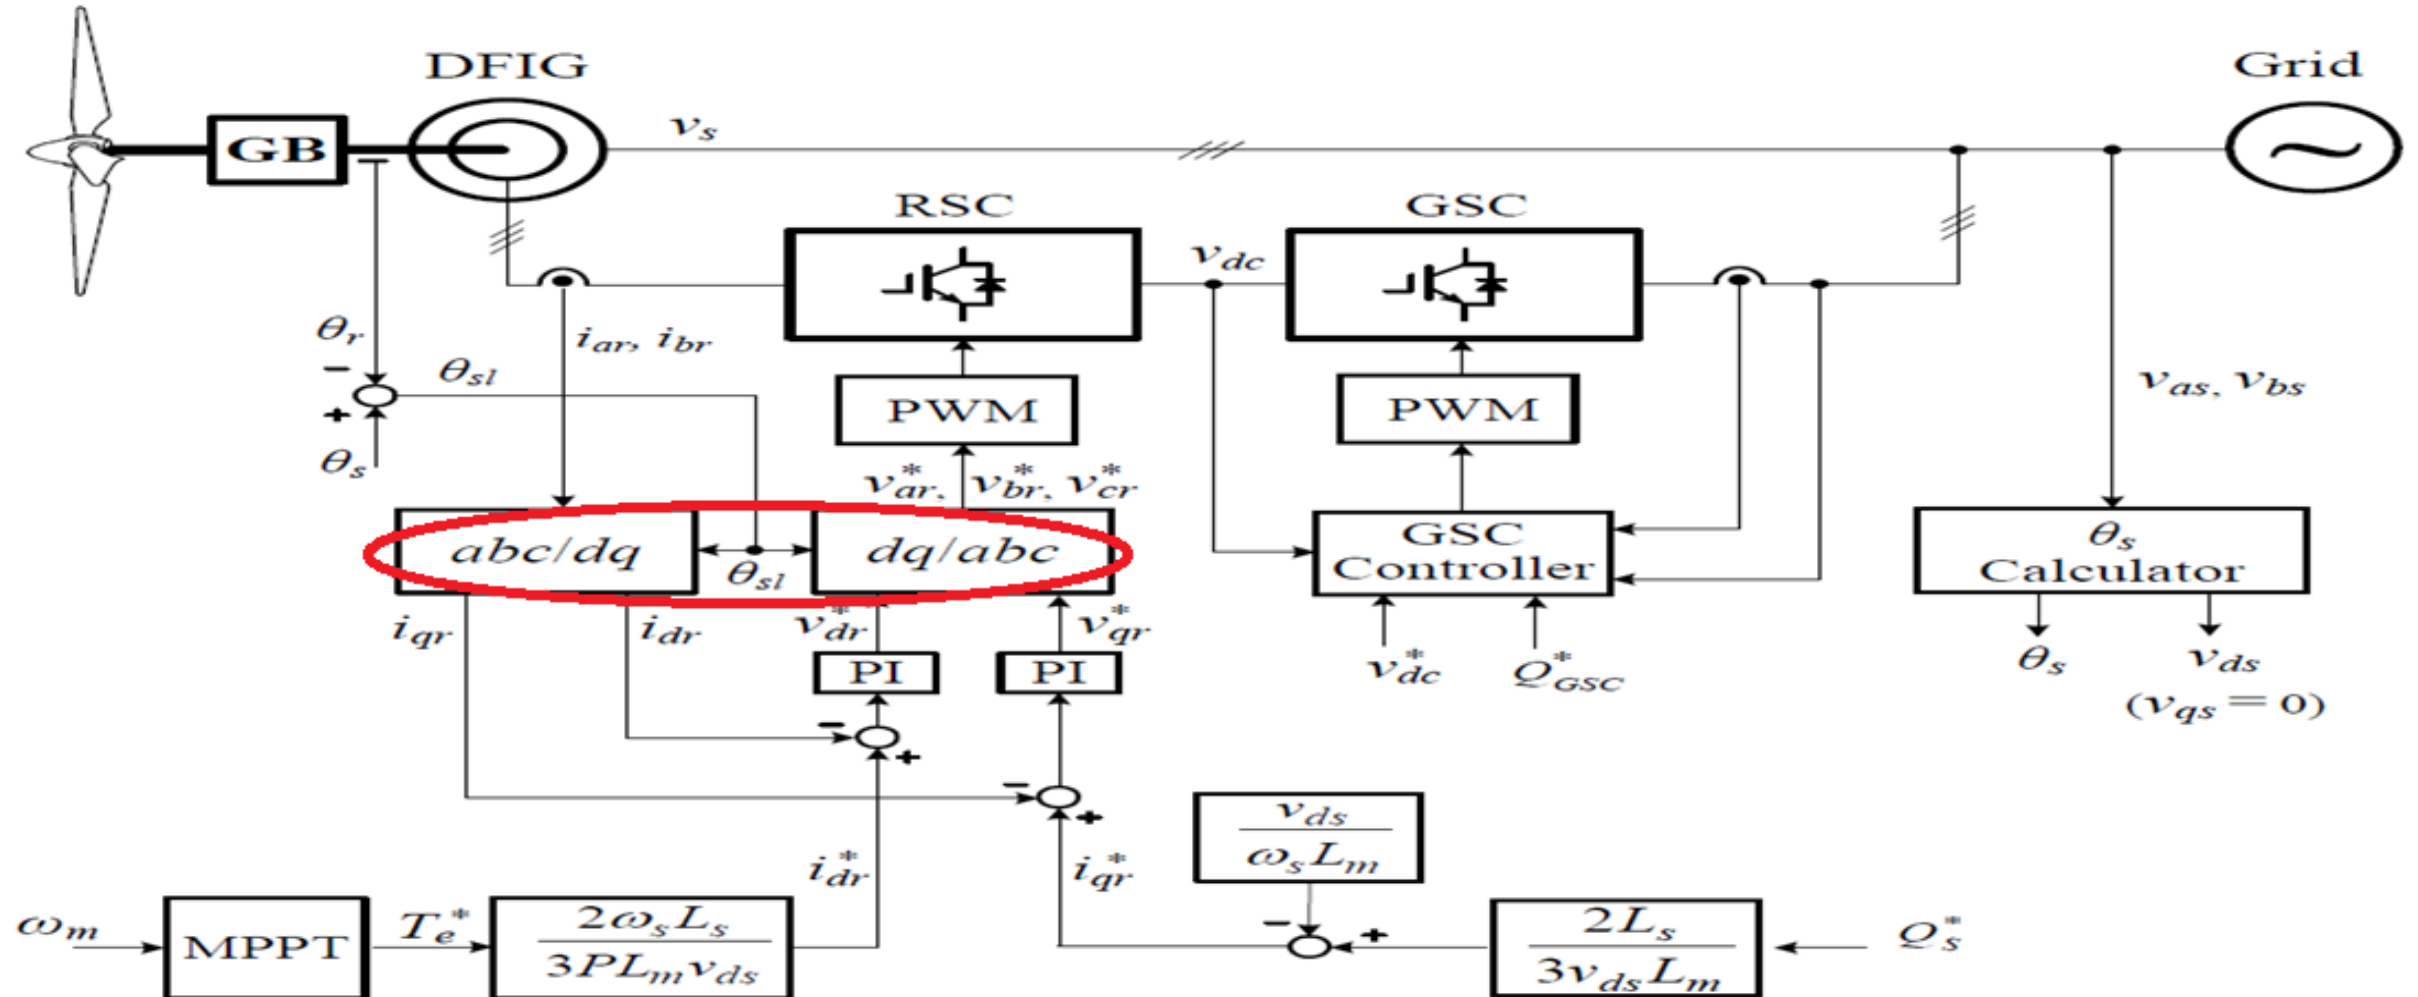 DFIG
Grid
GB
v_s
RSC
GSC
v_dc
θ_r
i_ar, i_br
−
θ_sl
+
θ_s
PWM
PWM
v_as, v_bs
v*_ar, v*_br, v*_cr
abc/dq
θ_sl
dq/abc
GSC
Controller
θ_s
Calculator
i_qr
i_dr
v*_dr
v*_qr
PI
PI
v*_dc
Q*_GSC
θ_s
v_ds
(v_qs = 0)
−
+
−
+
v_ds
ω_s L_m
i*_dr
i*_qr
ω_m
MPPT
T_e*
2ω_s L_s
3PL_m v_ds
−
+
2L_s
3v_ds L_m
Q*_s